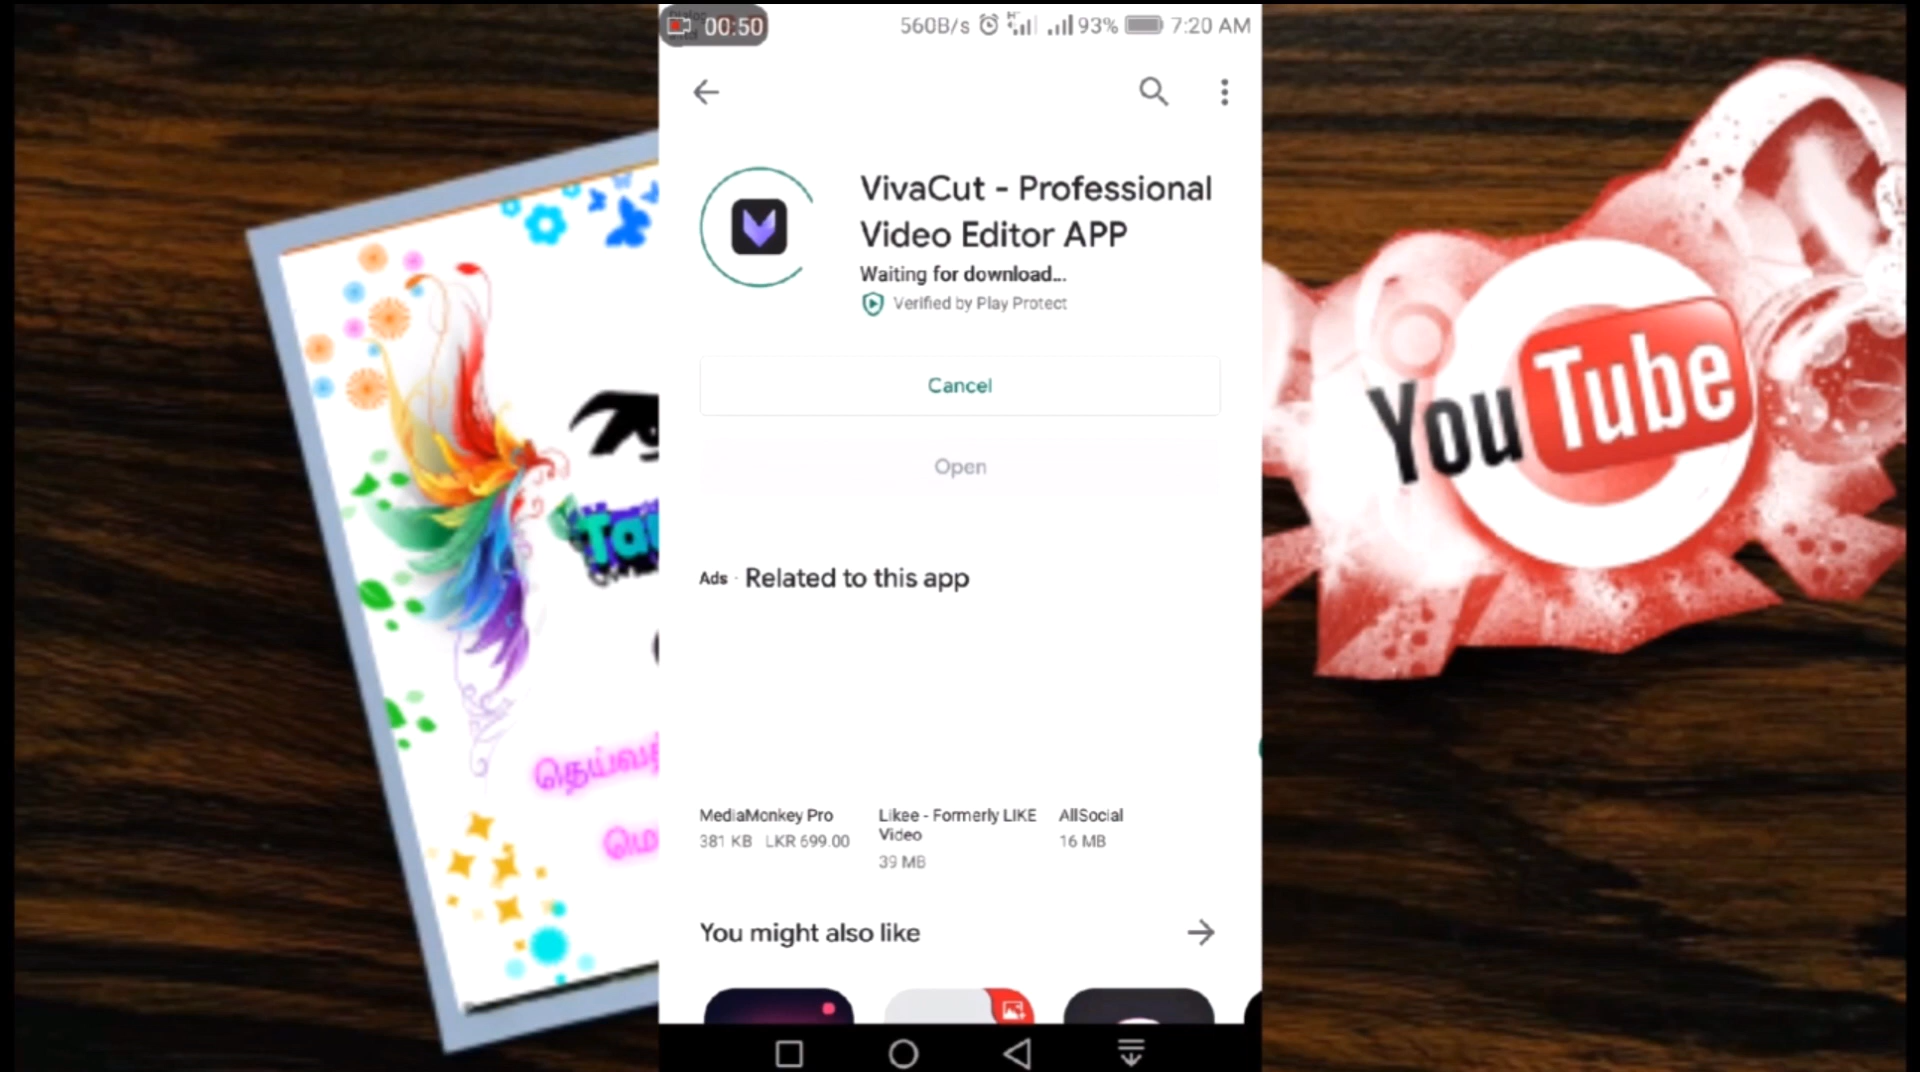 00:50
560B/s 93% 7:20 AM
VivaCut - Professional
Video Editor APP
Waiting for download...
Verified by Play Protect
Cancel
Open
Ads · Related to this app
MediaMonkey Pro
381 KB LKR 699.00
Likee - Formerly LIKE
Video
39 MB
AllSocial
16 MB
You might also like
YouTube